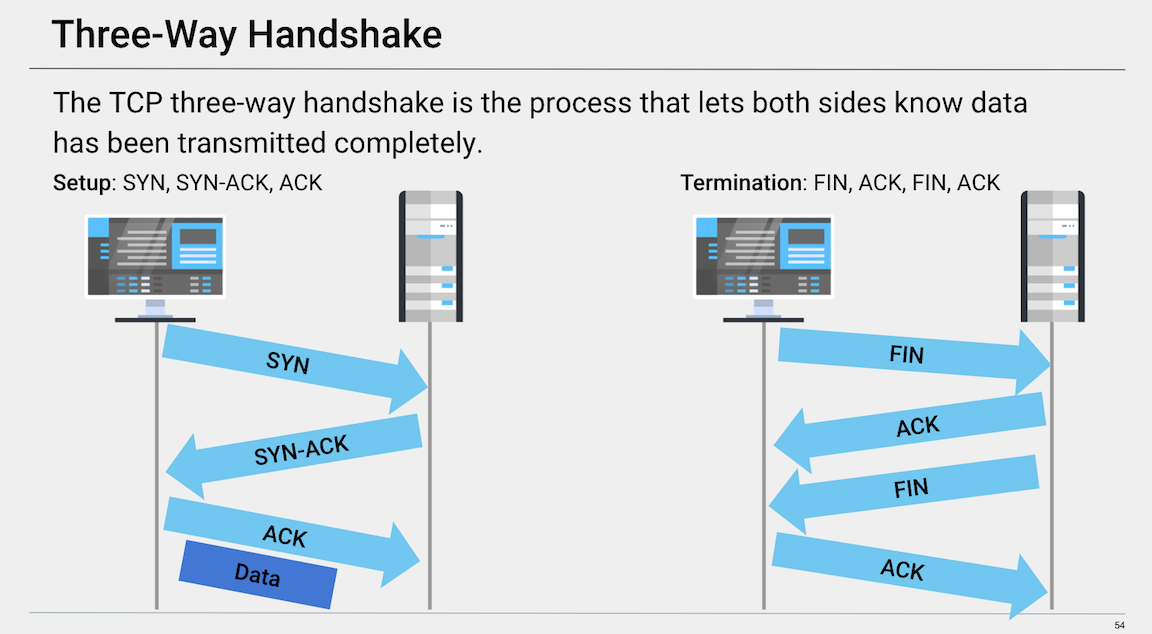 Three-Way Handshake
The TCP three-way handshake is the process that lets both sides know data
has been transmitted completely.
Setup: SYN, SYN-ACK, ACK
Termination: FIN, ACK, FIN, ACK
SYN
SYN-ACK
ACK
Data
FIN
ACK
FIN
ACK
54